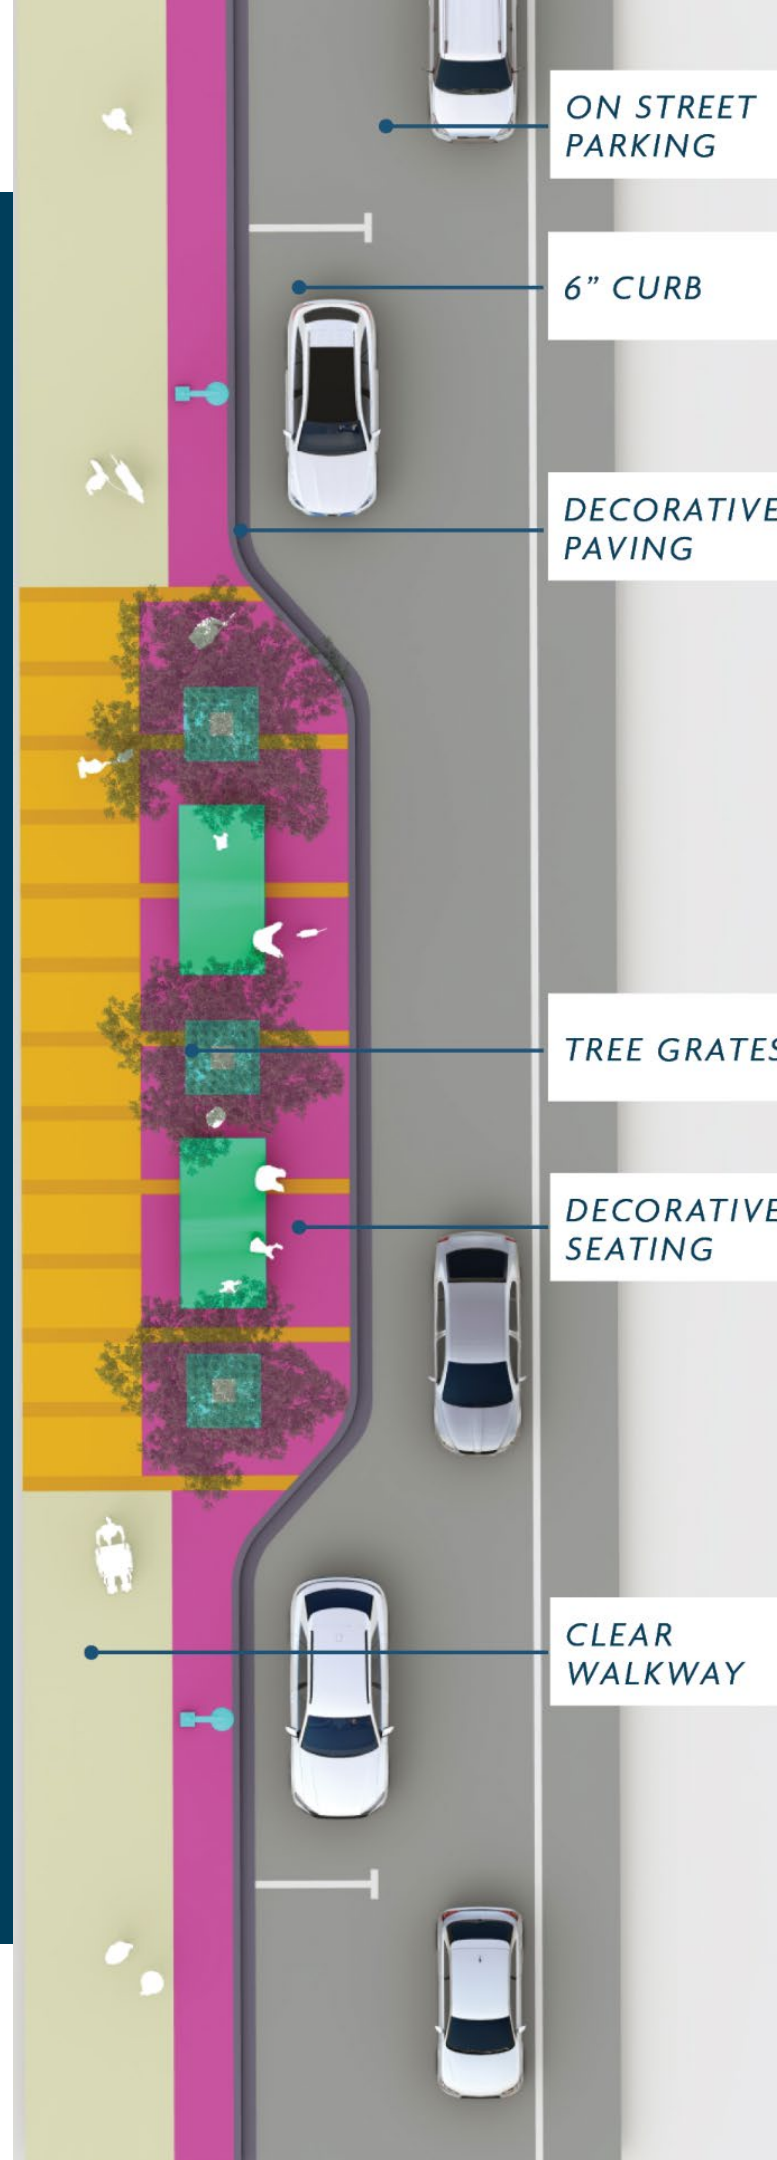 ON STREET
PARKING
6” CURB
DECORATIVE
PAVING
TREE GRATES
DECORATIVE
SEATING
CLEAR
WALKWAY